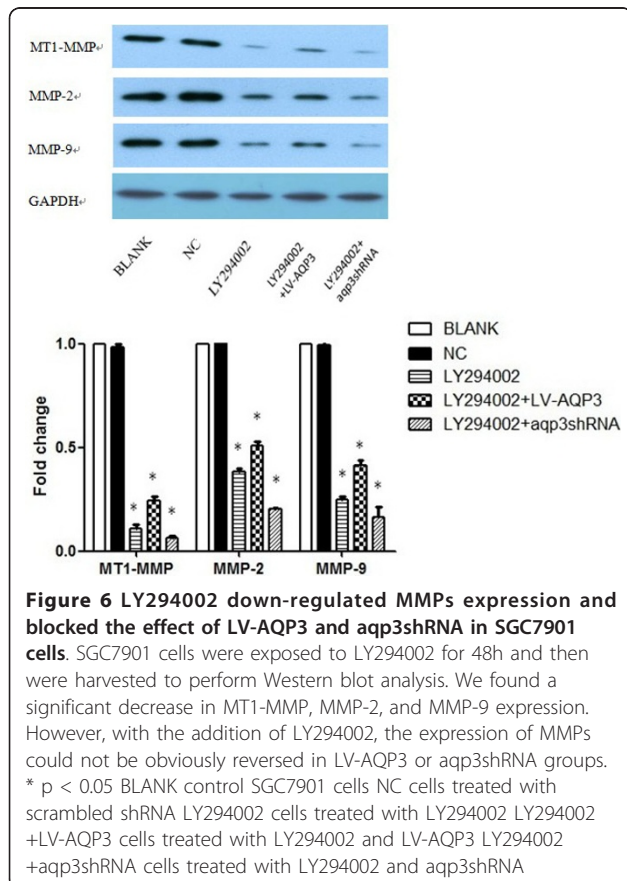 MT1-MMP↵
MMP-2↵
MMP-9↵
GAPDH↵
BLANK
NC
LY294002
LY294002
+LV-AQP3
LY294002+
aqp3shRNA
BLANK
NC
LY294002
LY294002+LV-AQP3
LY294002+aqp3shRNA
Fold change
1.0
0.5
0.0
* * *
* * *
* * *
MT1-MMP MMP-2 MMP-9
Figure 6 LY294002 down-regulated MMPs expression and
blocked the effect of LV-AQP3 and aqp3shRNA in SGC7901
cells. SGC7901 cells were exposed to LY294002 for 48h and then
were harvested to perform Western blot analysis. We found a
significant decrease in MT1-MMP, MMP-2, and MMP-9 expression.
However, with the addition of LY294002, the expression of MMPs
could not be obviously reversed in LV-AQP3 or aqp3shRNA groups.
* p < 0.05 BLANK control SGC7901 cells NC cells treated with
scrambled shRNA LY294002 cells treated with LY294002 LY294002
+LV-AQP3 cells treated with LY294002 and LV-AQP3 LY294002
+aqp3shRNA cells treated with LY294002 and aqp3shRNA